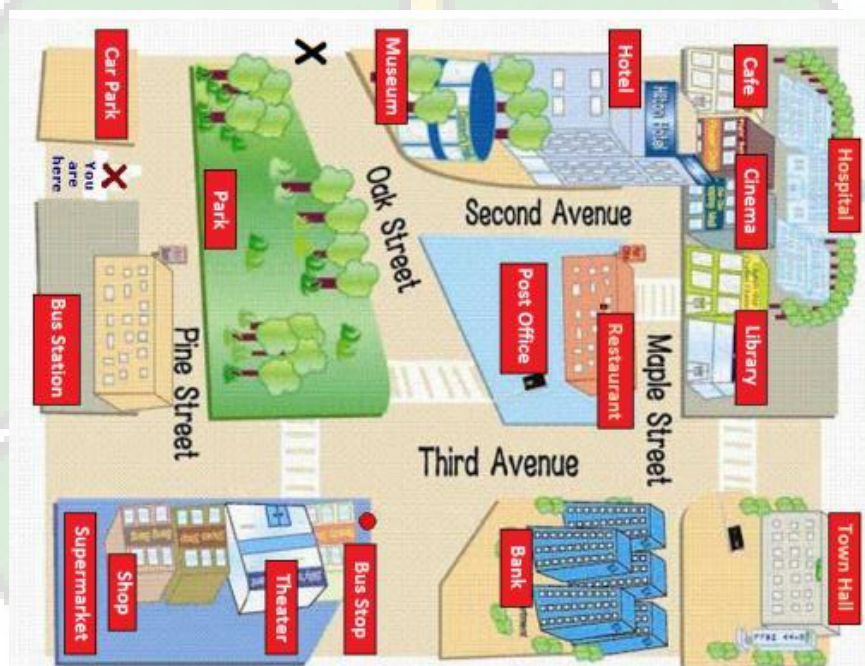 Car Park
You
are
here
Museum
Hotel
Cafe
Hospital
Park
Oak Street
Second Avenue
Cinema
Bus Station
Pine Street
Post Office
Restaurant
Maple Street
Library
Third Avenue
Supermarket
Shop
Theater
Bus Stop
Bank
Town Hall